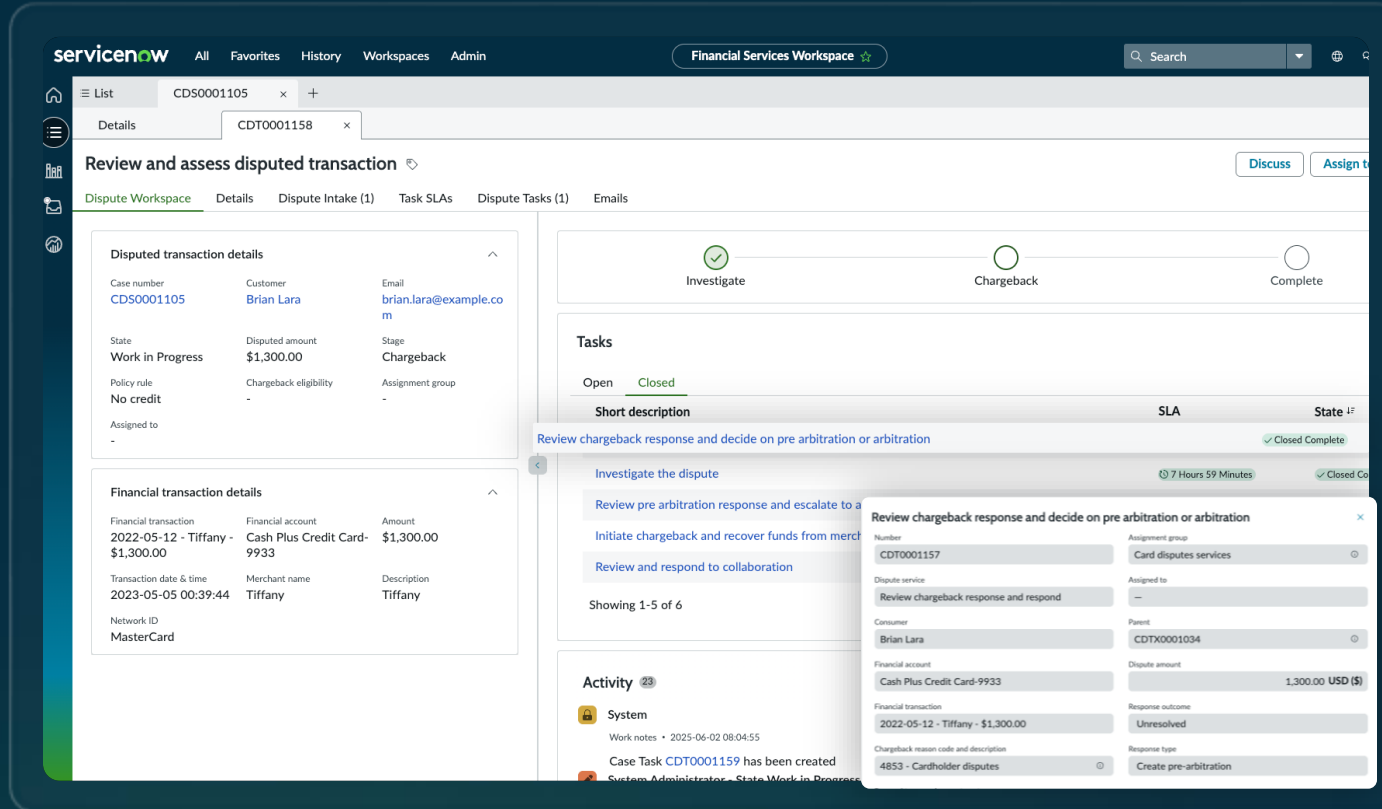 servicenow All Favorites History Workspaces Admin Financial Services Workspace Search
List CDS0001105
Details CDT0001158
Review and assess disputed transaction Discuss Assign
Dispute Workspace Details Dispute Intake (1) Task SLAs Dispute Tasks (1) Emails
Disputed transaction details
Case number Customer Email
CDS0001105 Brian Lara brian.lara@example.co
m
State Disputed amount Stage
Work in Progress $1,300.00 Chargeback
Policy rule Chargeback eligibility Assignment group
No credit - -
Assigned to
-
Financial transaction details
Financial transaction Financial account Amount
2022-05-12 - Tiffany - Cash Plus Credit Card- $1,300.00
$1,300.00 9933
Transaction date & time Merchant name Description
2023-05-05 00:39:44 Tiffany Tiffany
Network ID
MasterCard
Investigate Chargeback Complete
Tasks
Open Closed
Short description SLA State
Review chargeback response and decide on pre arbitration or arbitration Closed Complete
Investigate the dispute 7 Hours 59 Minutes Closed Co
Review pre arbitration response and escalate to a
Initiate chargeback and recover funds from merch
Review and respond to collaboration
Showing 1-5 of 6
Activity 23
System
Work notes • 2025-06-02 08:04:55
Case Task CDT0001159 has been created
System Administrator - State Work in Progress
Review chargeback response and decide on pre arbitration or arbitration
Number Assignment group
CDT0001157 Card disputes services
Dispute service Assigned to
Review chargeback response and respond —
Consumer Parent
Brian Lara CDTX0001034
Financial account Dispute amount
Cash Plus Credit Card-9933 1,300.00 USD ($)
Financial transaction Response outcome
2022-05-12 - Tiffany - $1,300.00 Unresolved
Chargeback reason code and description Response type
4853 - Cardholder disputes Create pre-arbitration